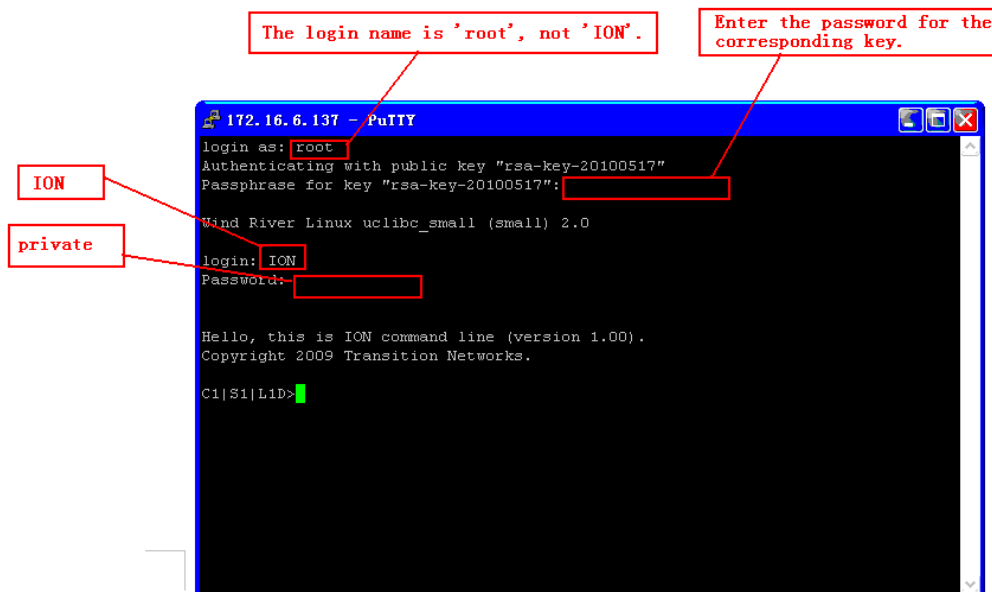 The login name is 'root', not 'ION'.
Enter the password for the
corresponding key.
172.16.6.137 - PuTTY
login as: root
Authenticating with public key "rsa-key-20100517"
Passphrase for key "rsa-key-20100517":
ION
Wind River Linux uclibc_small (small) 2.0
private
login: ION
Password:
Hello, this is ION command line (version 1.00).
Copyright 2009 Transition Networks.
C1|S1|L1D>